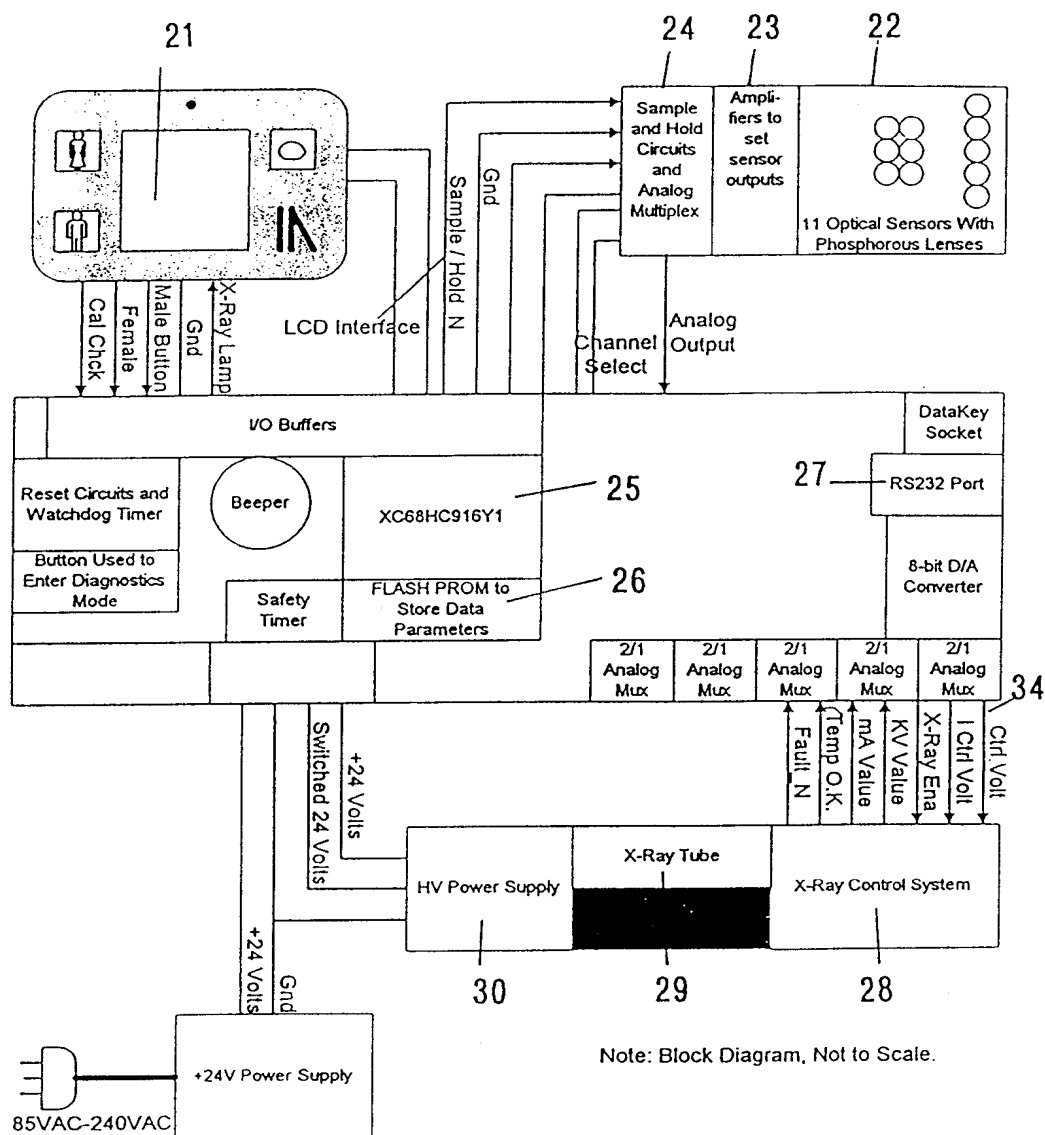 21
24
23
22
Sample
and Hold
Circuits
and
Analog
Multiplex
Ampli-
fiers to
set
sensor
outputs
11 Optical Sensors With
Phosphorous Lenses
Cal Chck
Female
Male Button
Gnd
X-Ray Lamp
LCD Interface
Sample / Hold N
Gnd
Channel
Select
Analog
Output
I/O Buffers
DataKey
Socket
Reset Circuits and
Watchdog Timer
Beeper
XC68HC916Y1
25
27
RS232 Port
Button Used to
Enter Diagnostics
Mode
Safety
Timer
FLASH PROM to
Store Data
Parameters
26
8-bit D/A
Converter
2/1
Analog
Mux
2/1
Analog
Mux
2/1
Analog
Mux
2/1
Analog
Mux
2/1
Analog
Mux
34
Switched 24 Volts
+24 Volts
Fault_N
Temp O.K.
mA Value
KV Value
X-Ray Ena
I Ctrl Volt
Ctrl. Volt
HV Power Supply
X-Ray Tube
X-Ray Control System
30
29
28
+24 Volts
Gnd
Note: Block Diagram, Not to Scale.
+24V Power Supply
85VAC-240VAC